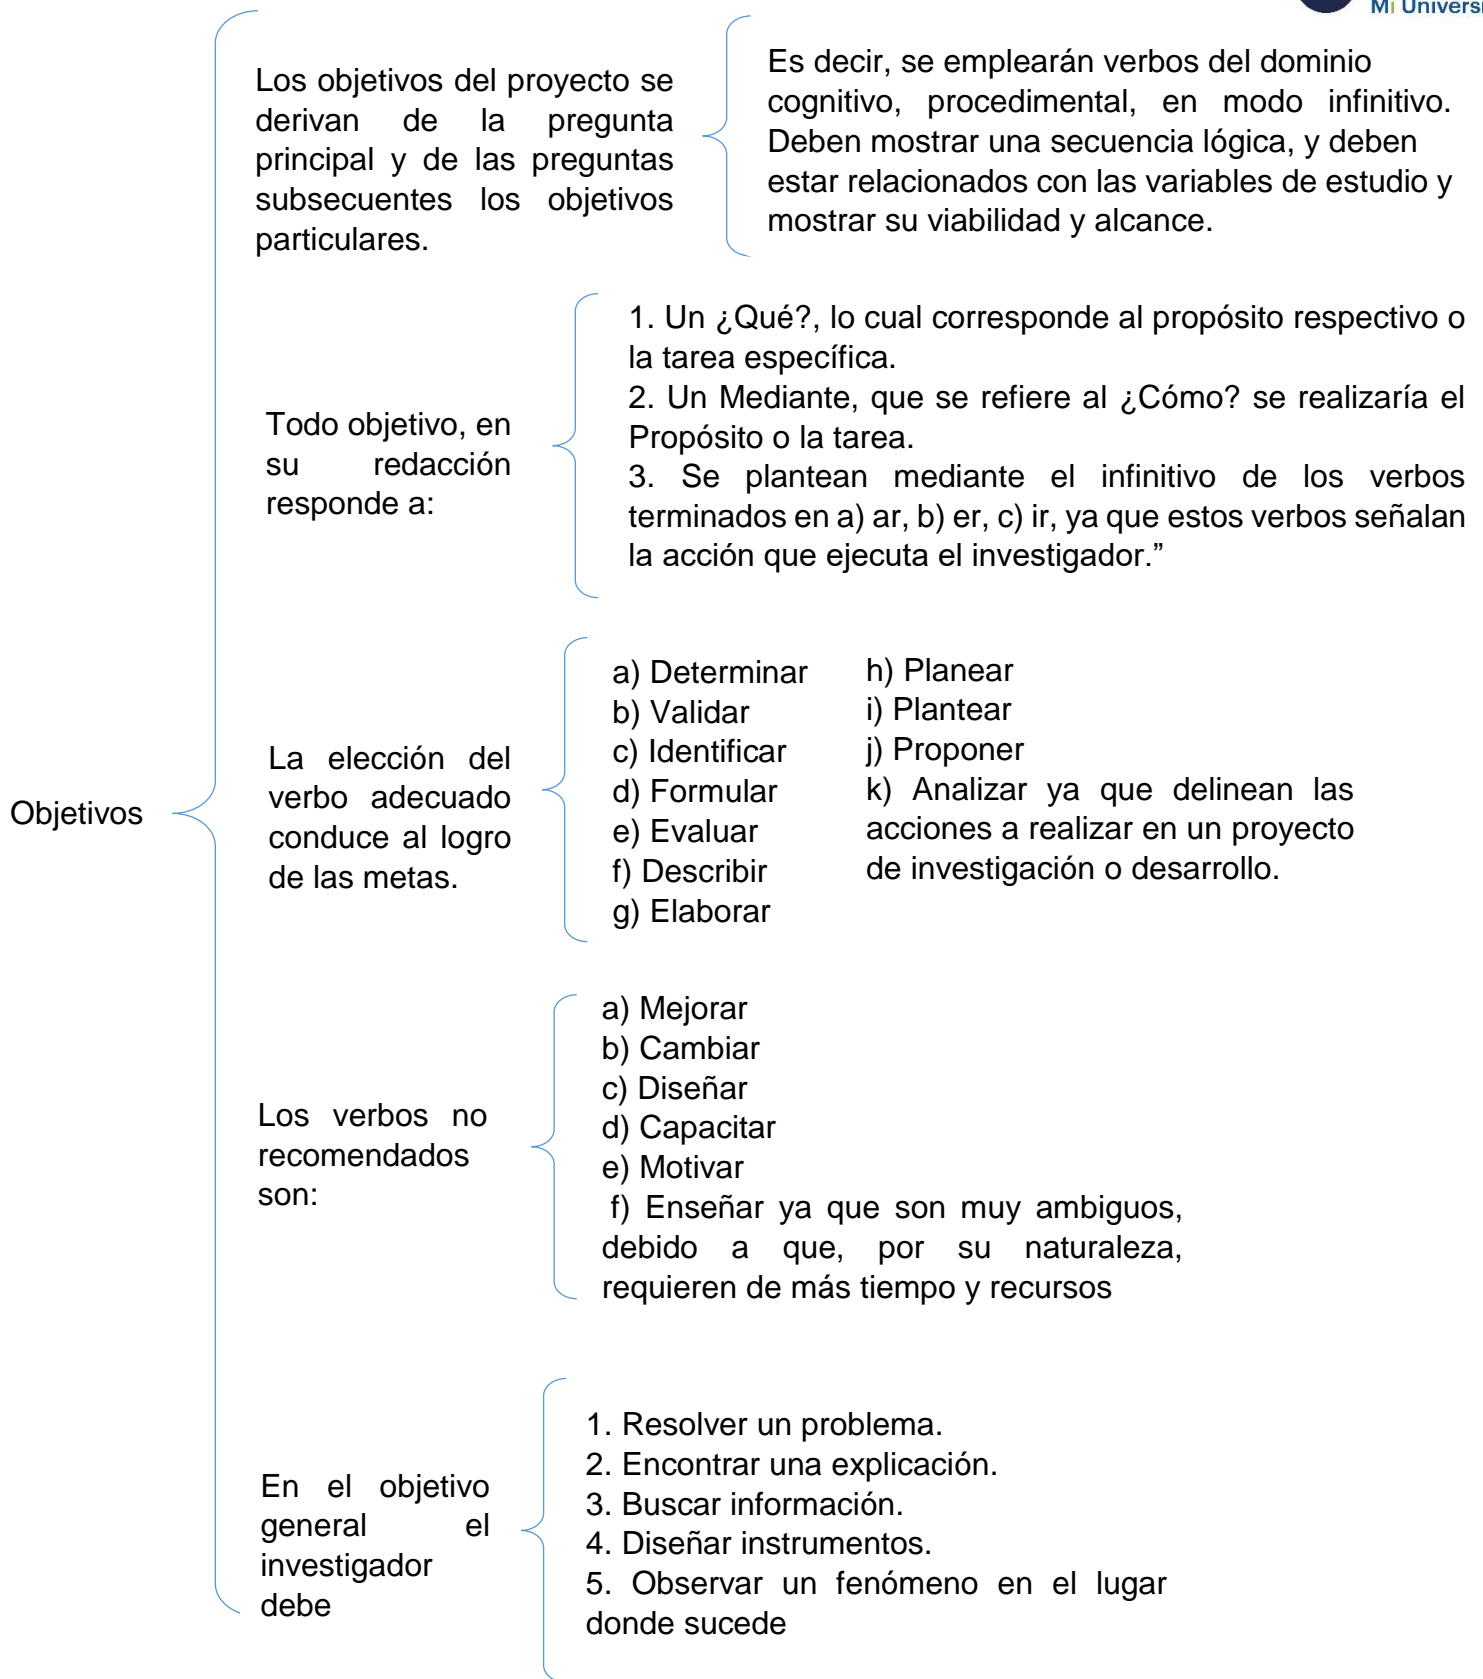 Mi Universi
Los objetivos del proyecto se
derivan de la pregunta
principal y de las preguntas
subsecuentes los objetivos
particulares.
Es decir, se emplearán verbos del dominio
cognitivo, procedimental, en modo infinitivo.
Deben mostrar una secuencia lógica, y deben
estar relacionados con las variables de estudio y
mostrar su viabilidad y alcance.
Todo objetivo, en
su redacción
responde a:
1. Un ¿Qué?, lo cual corresponde al propósito respectivo o
la tarea específica.
2. Un Mediante, que se refiere al ¿Cómo? se realizaría el
Propósito o la tarea.
3. Se plantean mediante el infinitivo de los verbos
terminados en a) ar, b) er, c) ir, ya que estos verbos señalan
la acción que ejecuta el investigador.”
Objetivos
La elección del
verbo adecuado
conduce al logro
de las metas.
a) Determinar
b) Validar
c) Identificar
d) Formular
e) Evaluar
f) Describir
g) Elaborar
h) Planear
i) Plantear
j) Proponer
k) Analizar ya que delinean las
acciones a realizar en un proyecto
de investigación o desarrollo.
Los verbos no
recomendados
son:
a) Mejorar
b) Cambiar
c) Diseñar
d) Capacitar
e) Motivar
f) Enseñar ya que son muy ambiguos,
debido a que, por su naturaleza,
requieren de más tiempo y recursos
En el objetivo
general el
investigador
debe
1. Resolver un problema.
2. Encontrar una explicación.
3. Buscar información.
4. Diseñar instrumentos.
5. Observar un fenómeno en el lugar
donde sucede